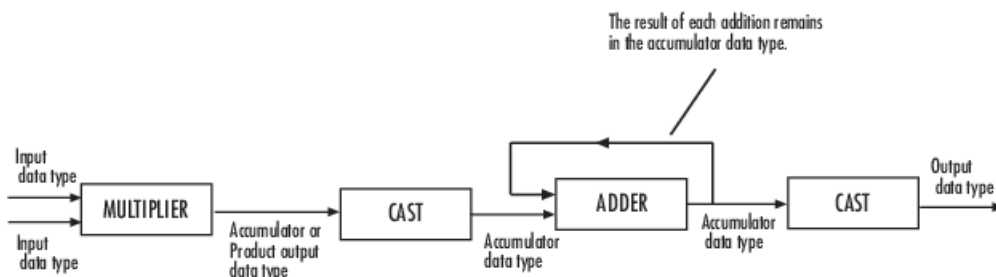 The result of each addition remains
in the accumulator data type.
Input
data type
MULTIPLIER
Input
data type
Accumulator or
Product output
data type
CAST
Accumulator
data type
ADDER
Accumulator
data type
CAST
Output
data type